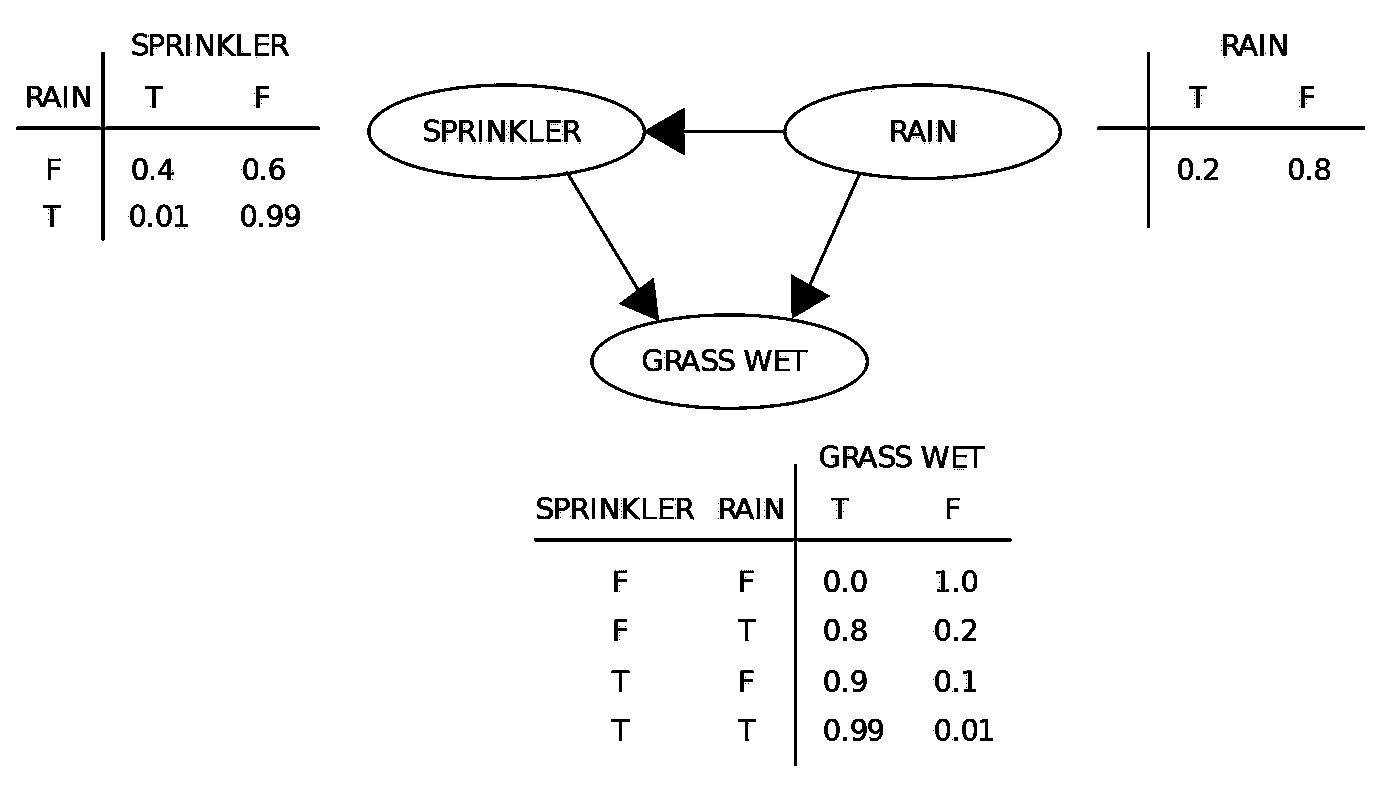 SPRINKLER
RAIN T F
F 0.4 0.6
T 0.01 0.99
SPRINKLER
RAIN
RAIN
T F
0.2 0.8
GRASS WET
GRASS WET
SPRINKLER RAIN T F
F F 0.0 1.0
F T 0.8 0.2
T F 0.9 0.1
T T 0.99 0.01